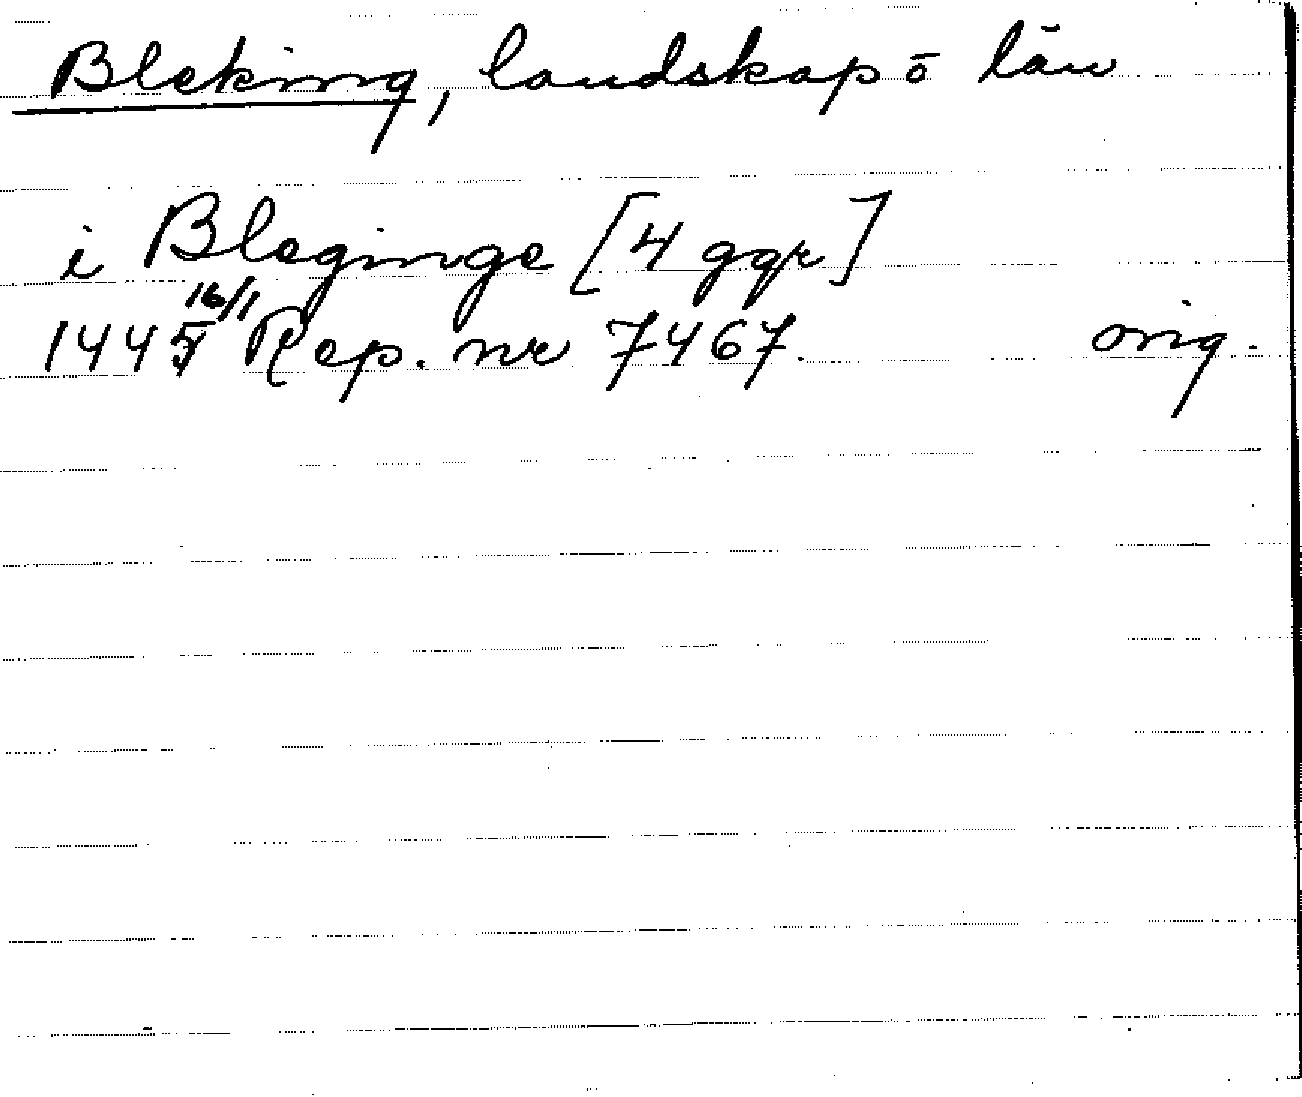 Bleking, landskap o län
i Bleginge [4 ggr]
1445 16/1 Rep. nr 7467. orig.